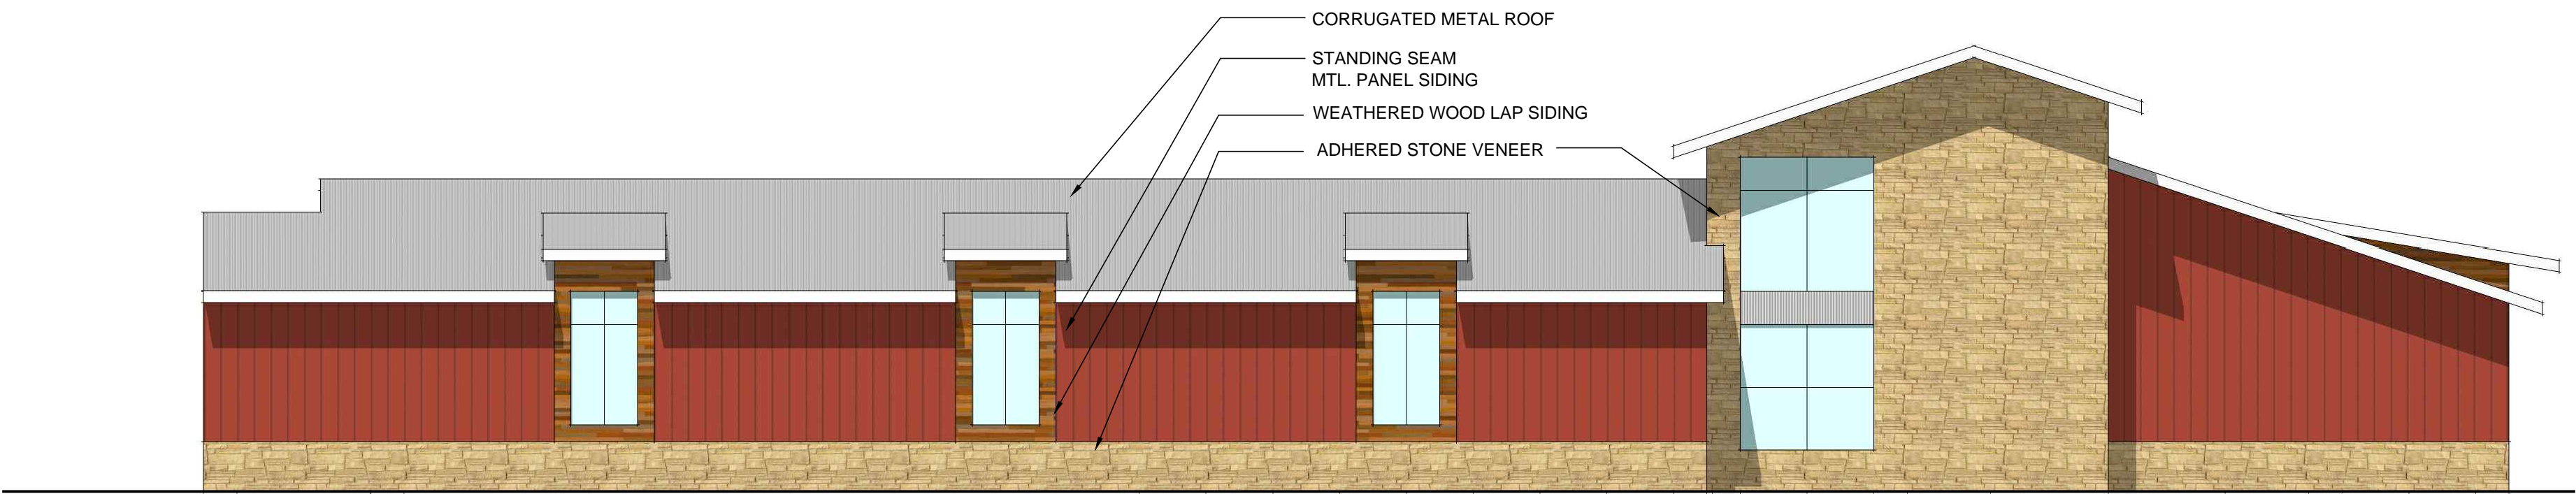 CORRUGATED METAL ROOF
STANDING SEAM
MTL. PANEL SIDING
WEATHERED WOOD LAP SIDING
ADHERED STONE VENEER